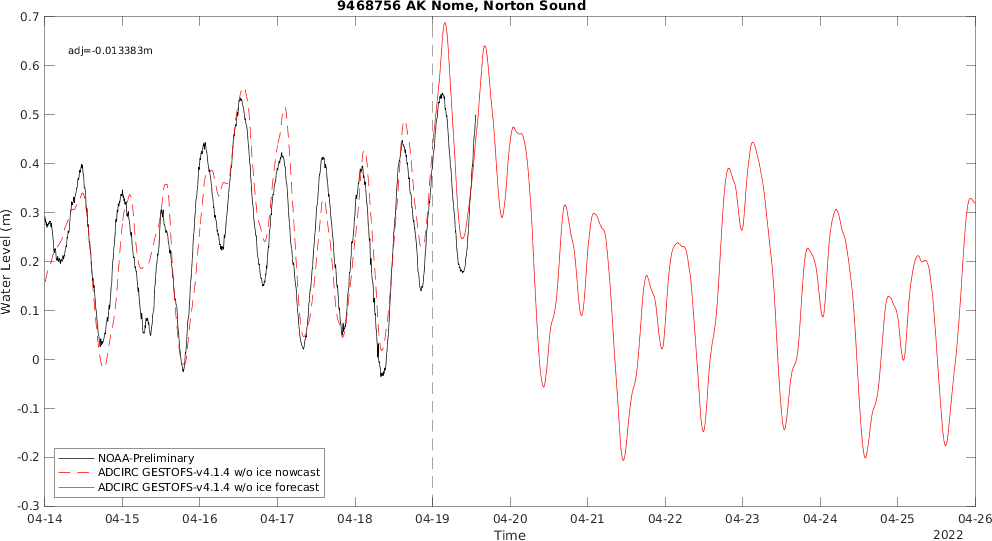 9468756 AK Nome, Norton Sound
adj=-0.013383m
Water Level (m)
0.7
0.6
0.5
0.4
0.3
0.2
0.1
0
-0.1
-0.2
-0.3
NOAA-Preliminary
ADCIRC GESTOFS-v4.1.4 w/o ice nowcast
ADCIRC GESTOFS-v4.1.4 w/o ice forecast
04-14 04-15 04-16 04-17 04-18 04-19 04-20 04-21 04-22 04-23 04-24 04-25 04-26
Time
2022